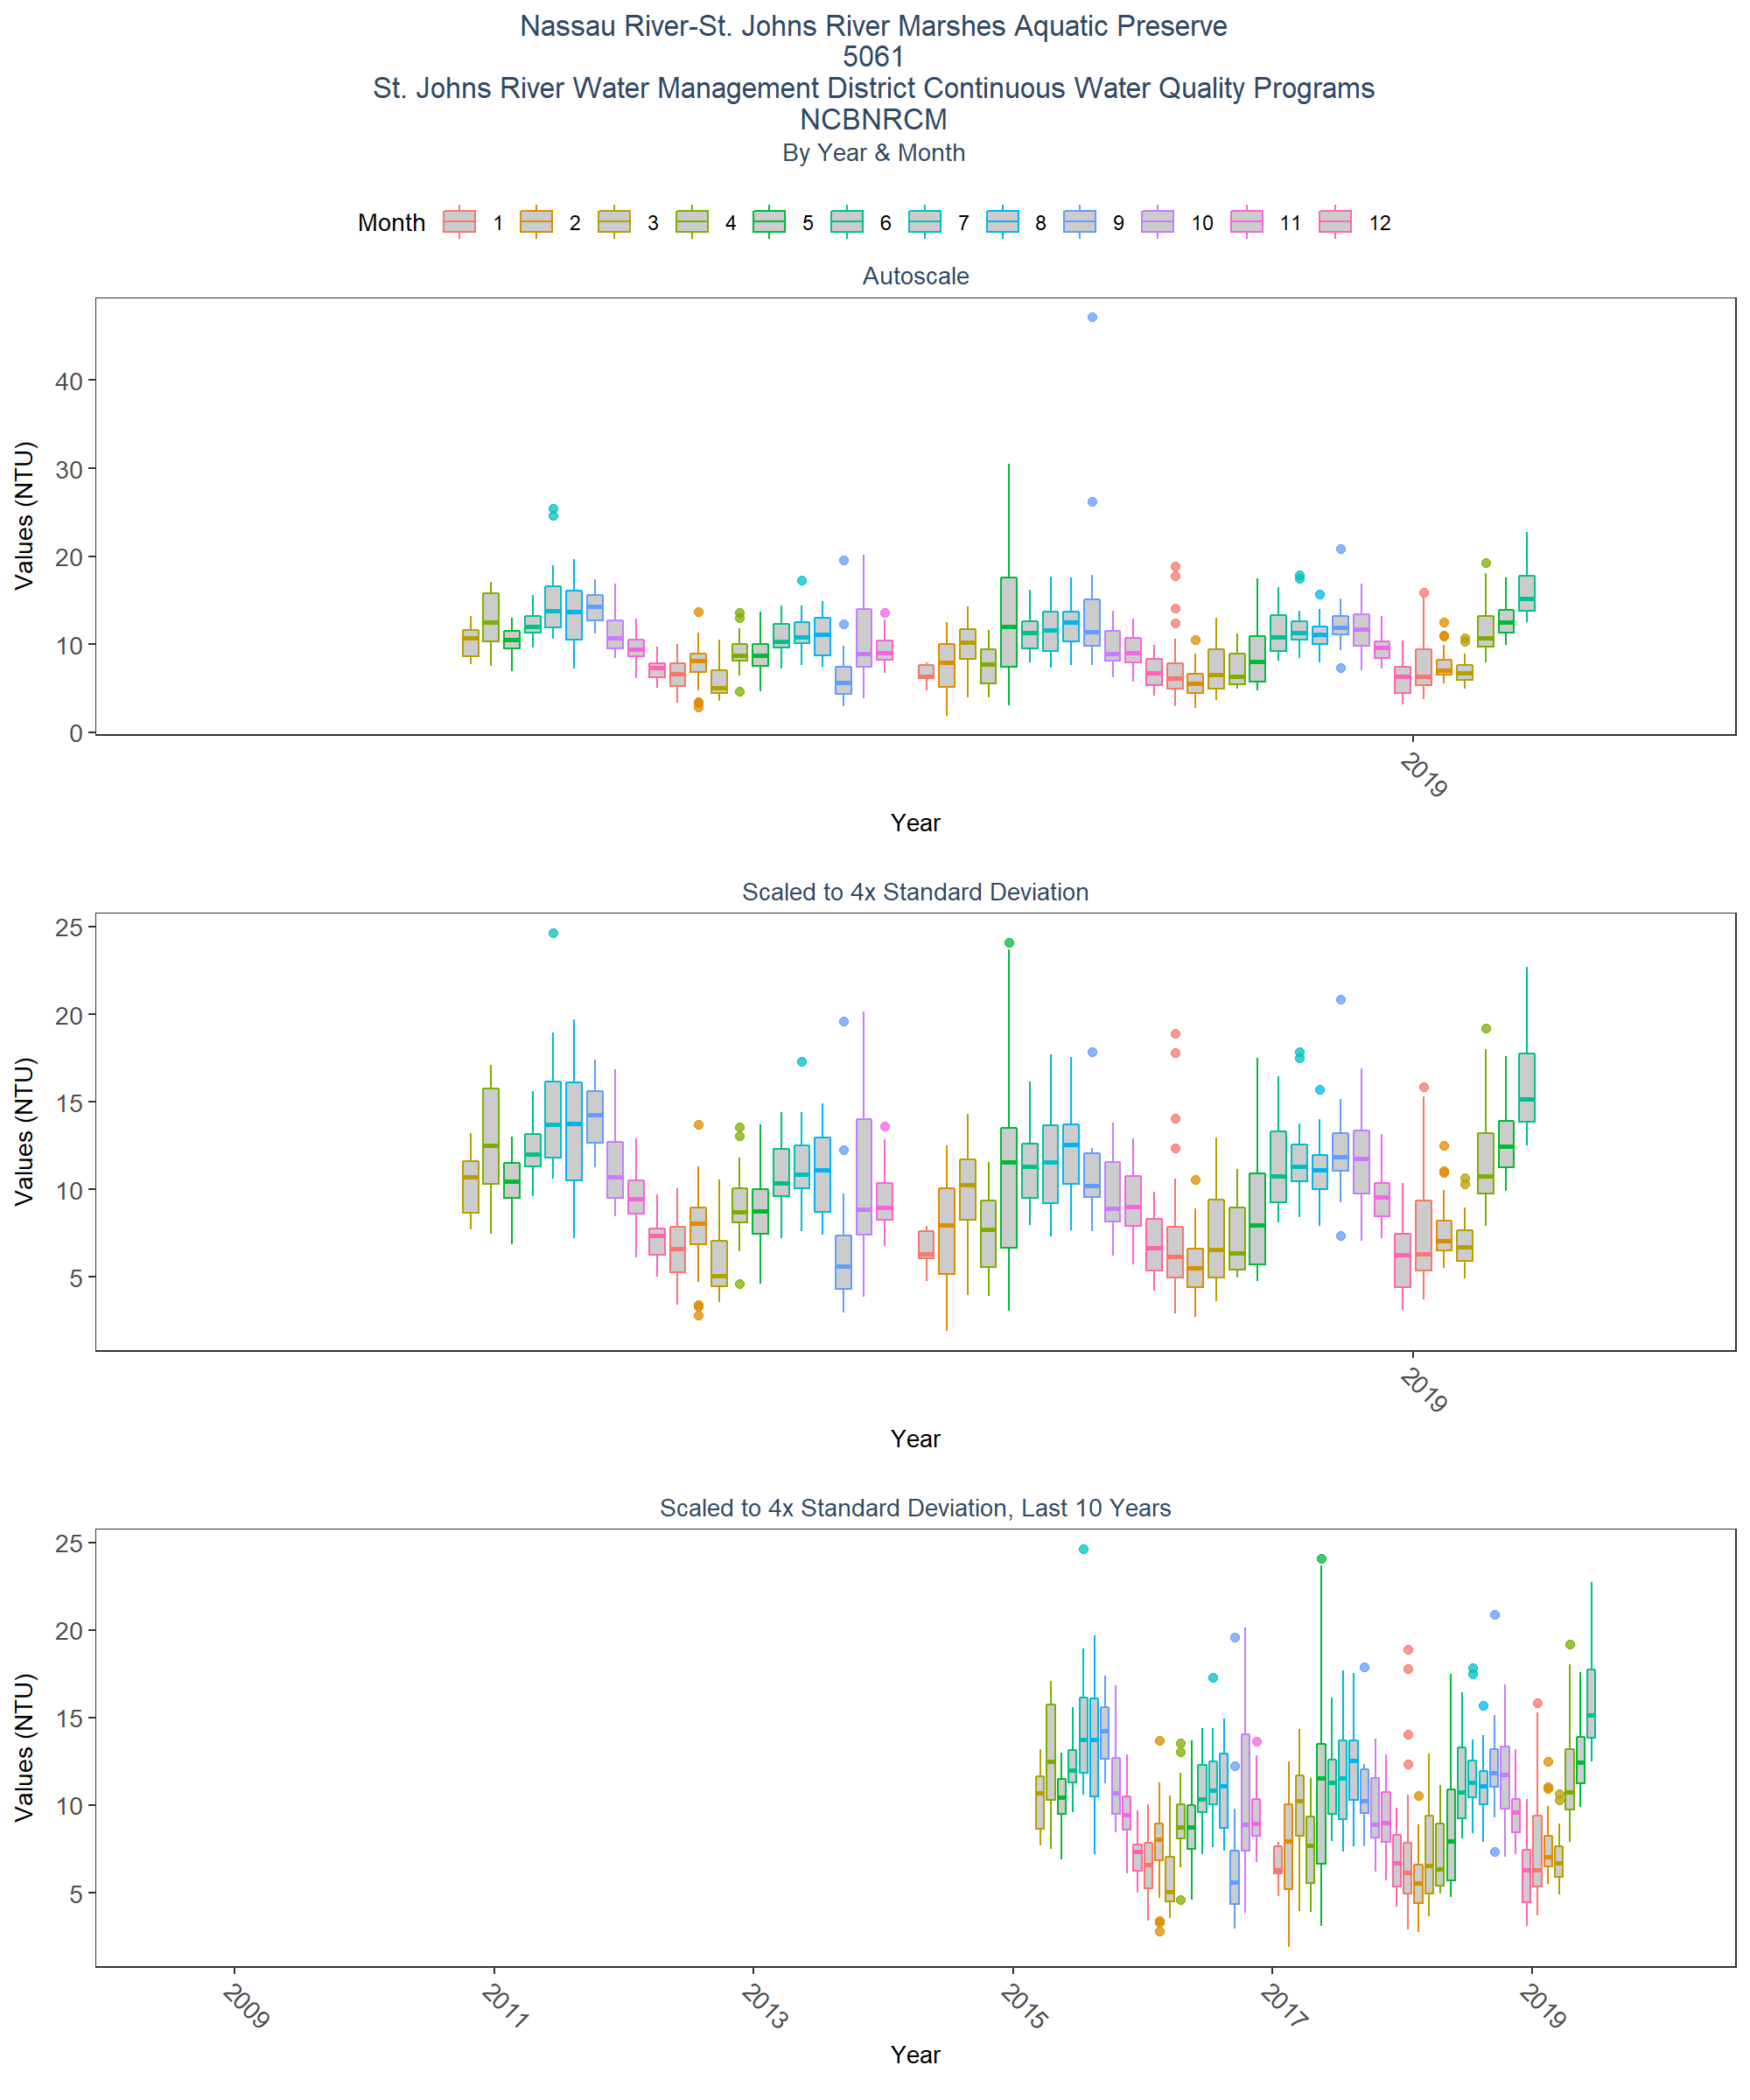 Nassau River-St. Johns River Marshes Aquatic Preserve
5061
St. Johns River Water Management District Continuous Water Quality Programs
NCBNRCM
By Year & Month
Month 1 2 3 4 5 6 7 8 9 10 11 12
Autoscale
Values (NTU)
40
30
20
10
0
2019
Year
Scaled to 4x Standard Deviation
Values (NTU)
25
20
15
10
5
2019
Year
Scaled to 4x Standard Deviation, Last 10 Years
Values (NTU)
25
20
15
10
5
2009 2011 2013 2015 2017 2019
Year